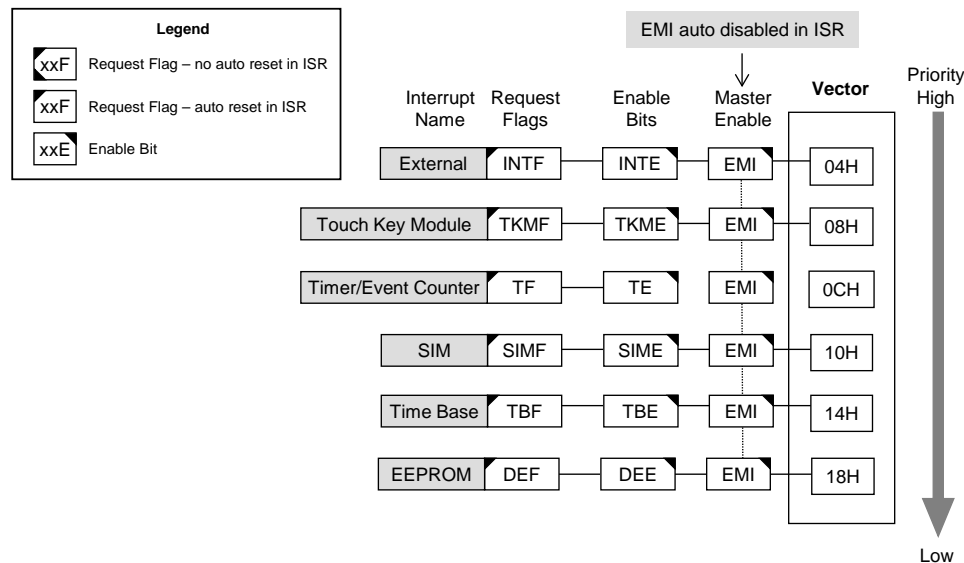 Legend
xxF Request Flag – no auto reset in ISR
xxF Request Flag – auto reset in ISR
xxE Enable Bit
EMI auto disabled in ISR
Interrupt Name
Request Flags
Enable Bits
Master Enable
Vector
Priority
High
External INTF INTE EMI 04H
Touch Key Module TKMF TKME EMI 08H
Timer/Event Counter TF TE EMI 0CH
SIM SIMF SIME EMI 10H
Time Base TBF TBE EMI 14H
EEPROM DEF DEE EMI 18H
Low